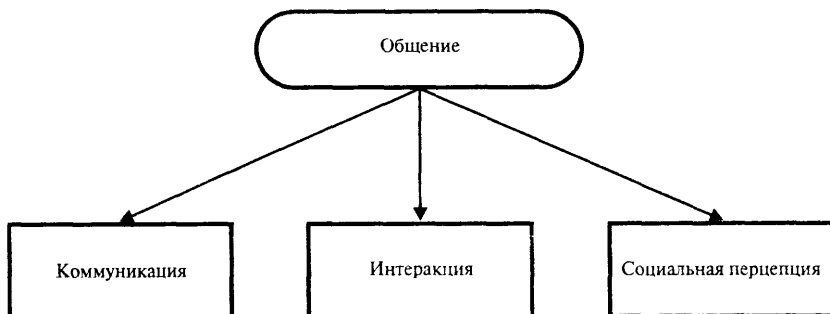 Общение
Коммуникация
Интеракция
Социальная перцепция